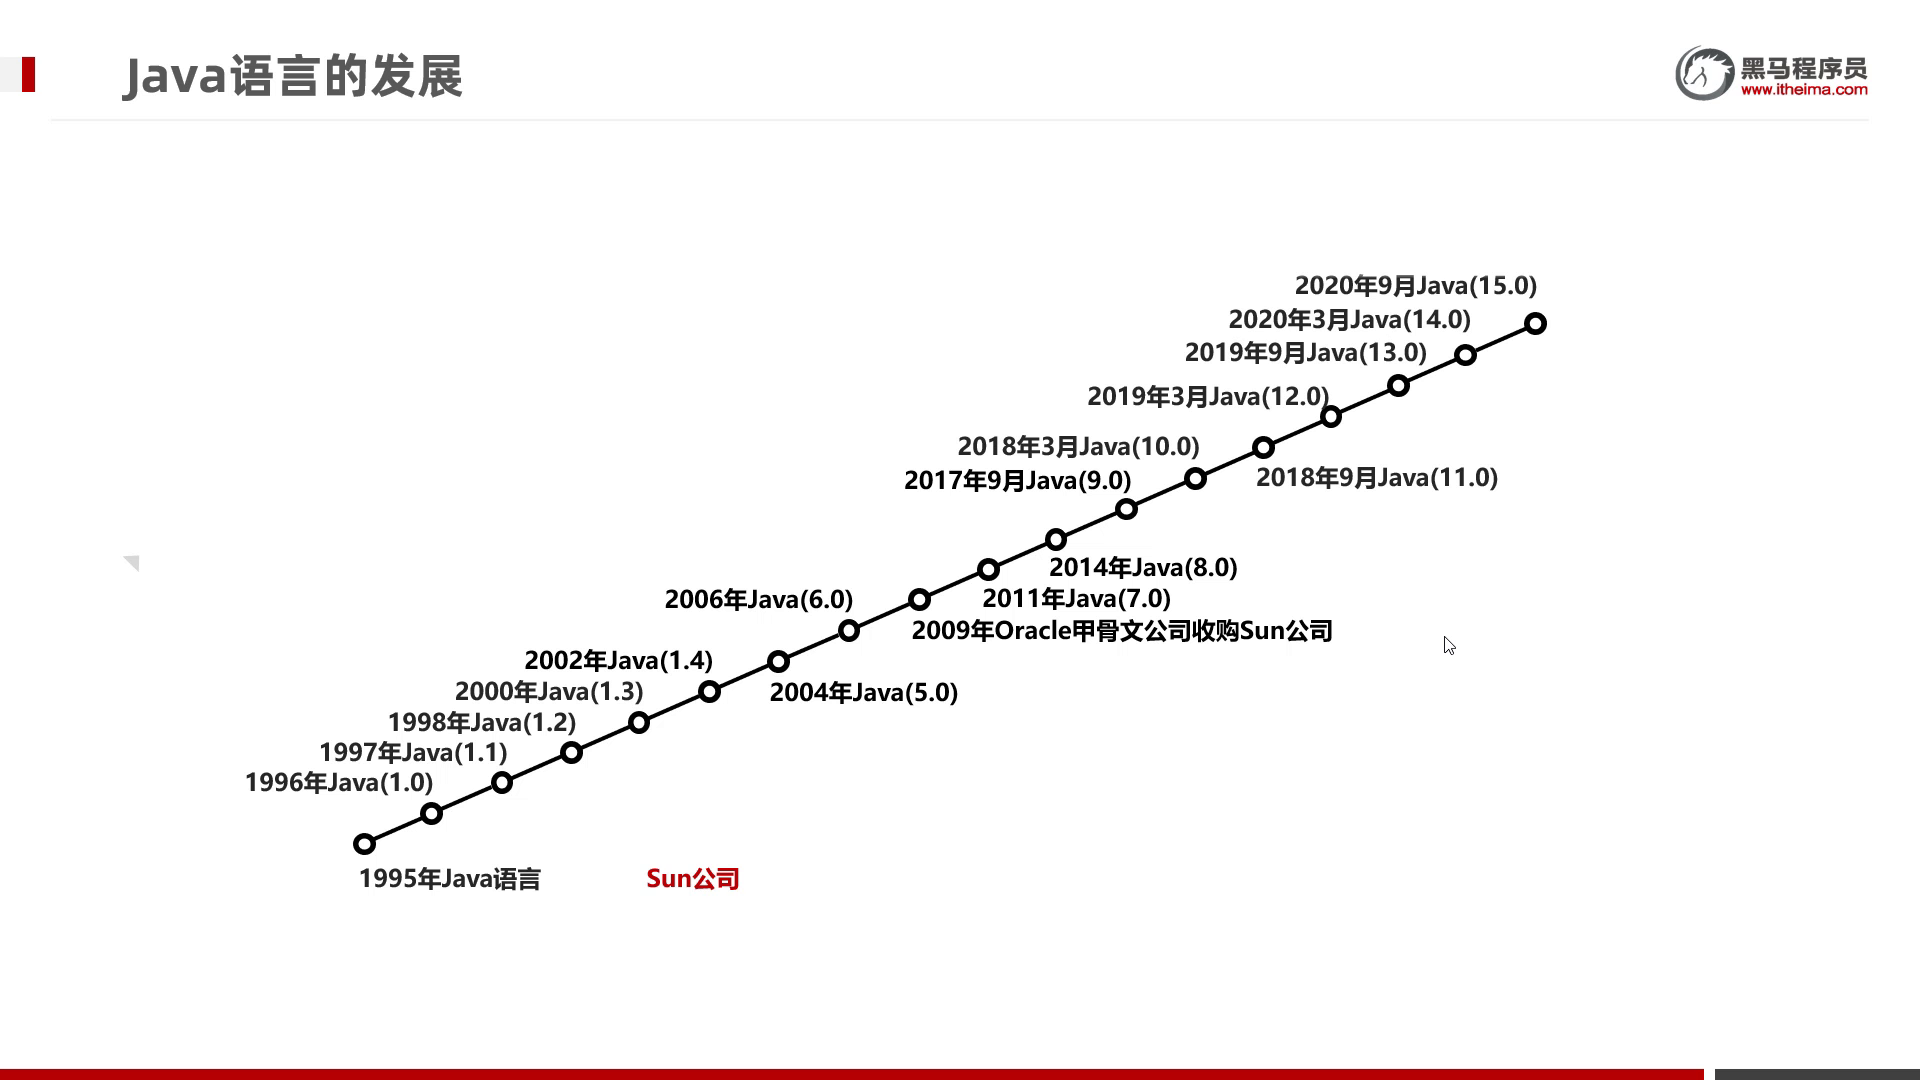 Java语言的发展
黑马程序员
www.itheima.com
2020年9月Java(15.0)
2020年3月Java(14.0)
2019年9月Java(13.0)
2019年3月Java(12.0)
2018年3月Java(10.0)
2018年9月Java(11.0)
2017年9月Java(9.0)
2014年Java(8.0)
2006年Java(6.0)
2011年Java(7.0)
2009年Oracle甲骨文公司收购Sun公司
2002年Java(1.4)
2000年Java(1.3)
2004年Java(5.0)
1998年Java(1.2)
1997年Java(1.1)
1996年Java(1.0)
1995年Java语言
Sun公司